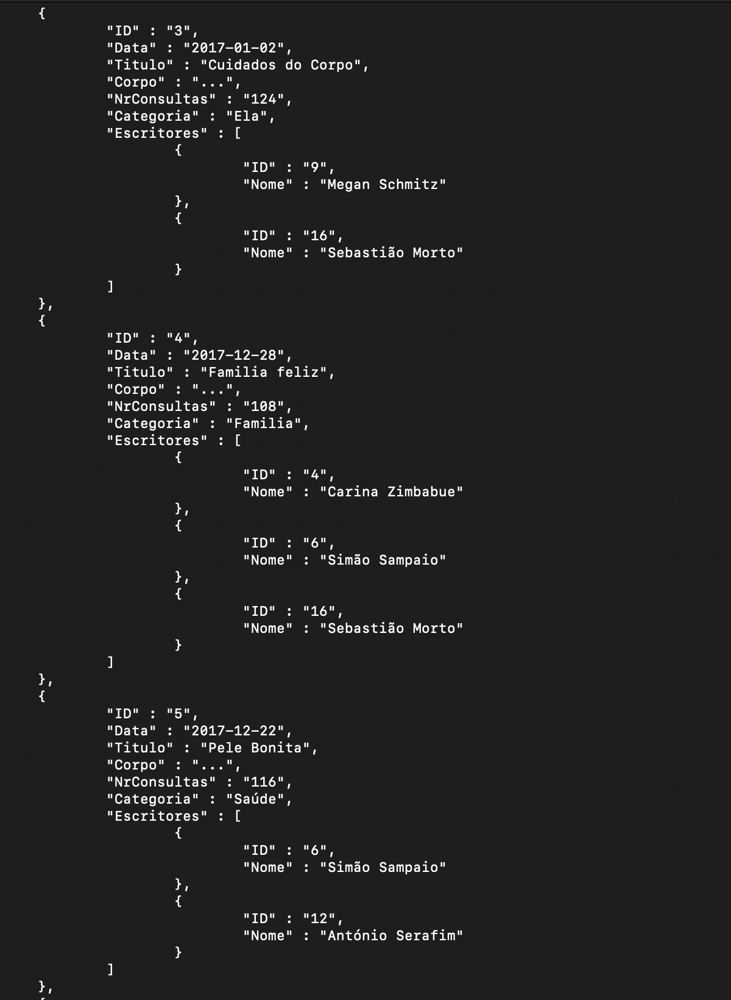 {
"ID" : "3",
"Data" : "2017-01-02",
"Titulo" : "Cuidados do Corpo",
"Corpo" : "...",
"NrConsultas" : "124",
"Categoria" : "Ela",
"Escritores" : [
{
"ID" : "9",
"Nome" : "Megan Schmitz"
},
{
"ID" : "16",
"Nome" : "Sebastião Morto"
}
]
},
{
"ID" : "4",
"Data" : "2017-12-28",
"Titulo" : "Familia feliz",
"Corpo" : "...",
"NrConsultas" : "108",
"Categoria" : "Familia",
"Escritores" : [
{
"ID" : "4",
"Nome" : "Carina Zimbabue"
},
{
"ID" : "6",
"Nome" : "Simão Sampaio"
},
{
"ID" : "16",
"Nome" : "Sebastião Morto"
}
]
},
{
"ID" : "5",
"Data" : "2017-12-22",
"Titulo" : "Pele Bonita",
"Corpo" : "...",
"NrConsultas" : "116",
"Categoria" : "Saúde",
"Escritores" : [
{
"ID" : "6",
"Nome" : "Simão Sampaio"
},
{
"ID" : "12",
"Nome" : "António Serafim"
}
]
},